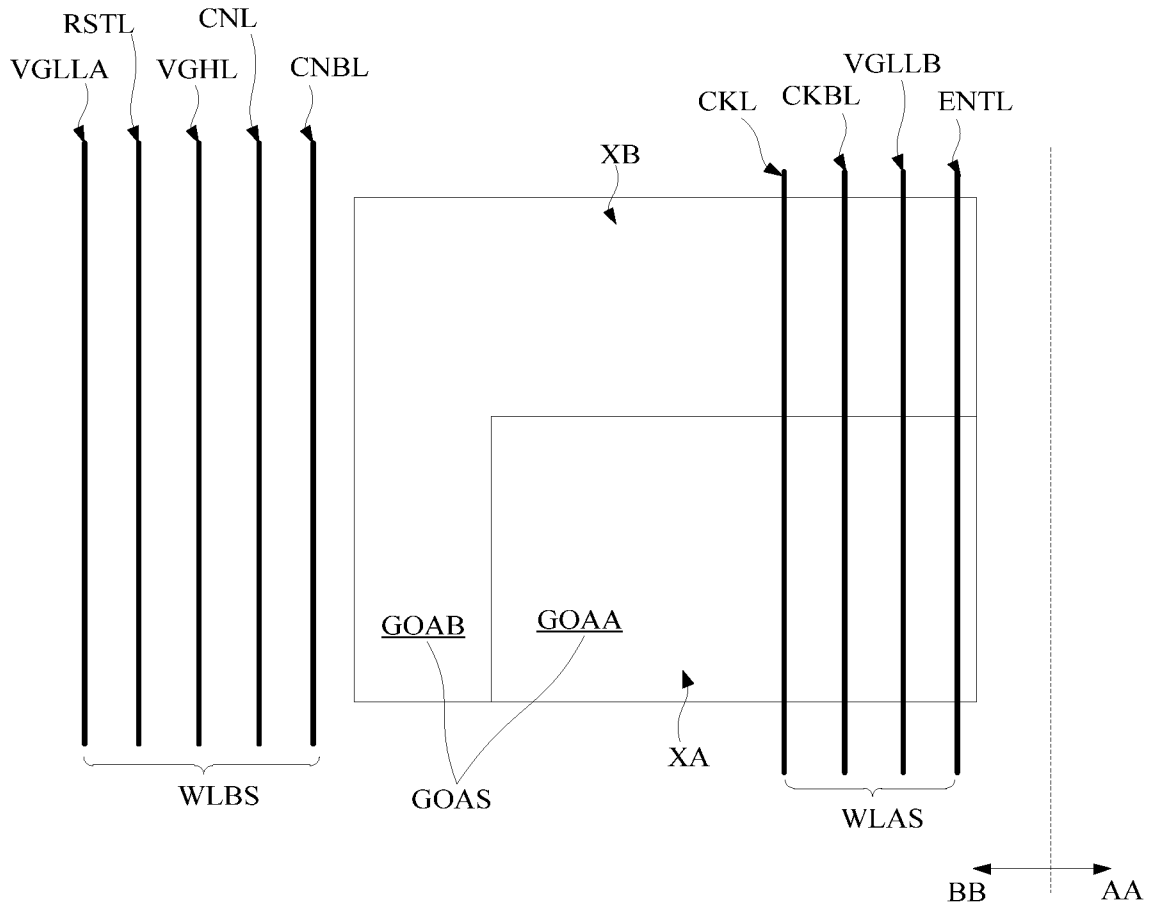 CNL
RSTL
VGLLA
VGHL
CNBL
VGLLB
CKBL
CKL
ENTL
XB
GOAB
GOAA
XA
WLBS
GOAS
WLAS
BB
AA